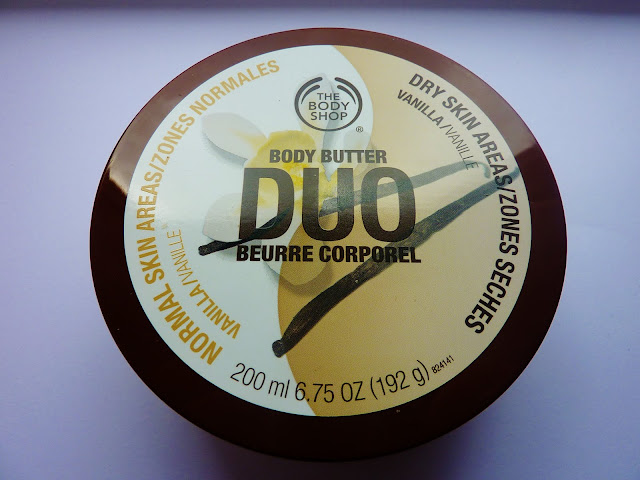 THE
BODY
SHOP
®
BODY BUTTER
DUO
BEURRE CORPOREL
NORMAL SKIN AREAS/ZONES NORMALES
VANILLA/VANILLE
DRY SKIN AREAS/ZONES SECHES
VANILLA/VANILLE
200 ml 6.75 OZ (192 g)
824141